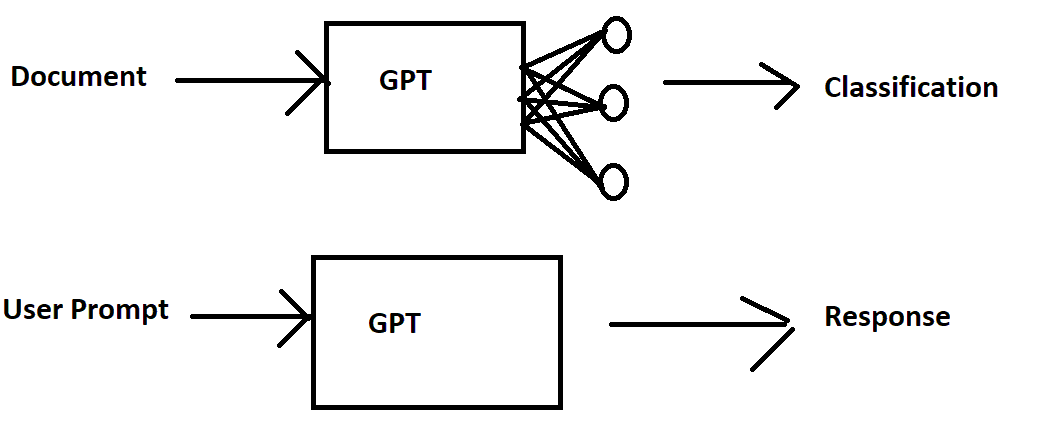 Document
GPT
Classification
User Prompt
GPT
Response